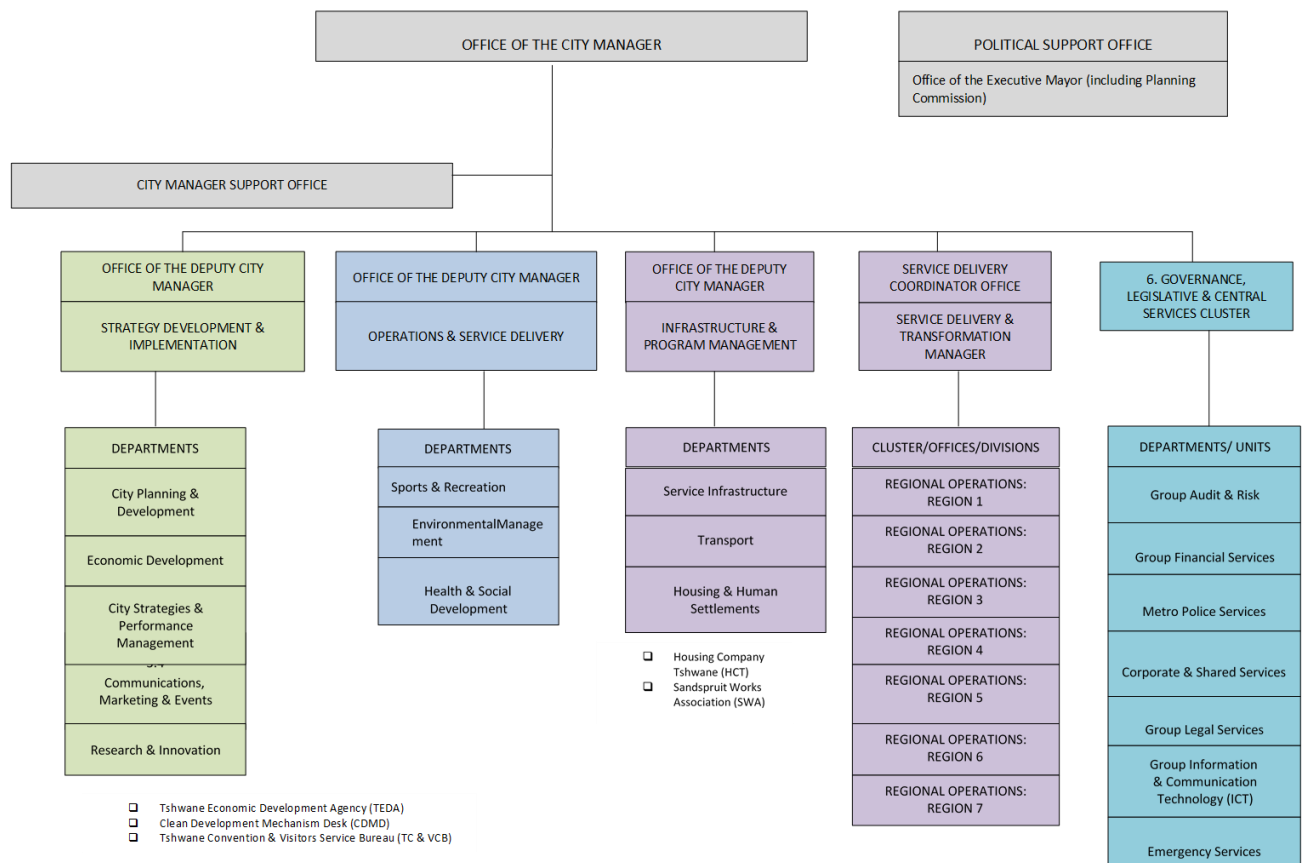 OFFICE OF THE CITY MANAGER
POLITICAL SUPPORT OFFICE
Office of the Executive Mayor (including Planning
Commission)
CITY MANAGER SUPPORT OFFICE
OFFICE OF THE DEPUTY CITY
MANAGER
STRATEGY DEVELOPMENT &
IMPLEMENTATION
DEPARTMENTS
City Planning &
Development
Economic Development
City Strategies &
Performance
Management
Communications,
Marketing & Events
Research & Innovation
Tshwane Economic Development Agency (TEDA)
Clean Development Mechanism Desk (CDMD)
Tshwane Convention & Visitors Service Bureau (TC & VCB)
OFFICE OF THE DEPUTY CITY MANAGER
OPERATIONS & SERVICE DELIVERY
DEPARTMENTS
Sports & Recreation
EnvironmentalManage
ment
Health & Social
Development
OFFICE OF THE DEPUTY
CITY MANAGER
INFRASTRUCTURE &
PROGRAM MANAGEMENT
DEPARTMENTS
Service Infrastructure
Transport
Housing & Human
Settlements
Housing Company
Tshwane (HCT)
Sandspruit Works
Association (SWA)
SERVICE DELIVERY
COORDINATOR OFFICE
SERVICE DELIVERY &
TRANSFORMATION
MANAGER
CLUSTER/OFFICES/DIVISIONS
REGIONAL OPERATIONS:
REGION 1
REGIONAL OPERATIONS:
REGION 2
REGIONAL OPERATIONS:
REGION 3
REGIONAL OPERATIONS:
REGION 4
REGIONAL OPERATIONS:
REGION 5
REGIONAL OPERATIONS:
REGION 6
REGIONAL OPERATIONS:
REGION 7
6. GOVERNANCE,
LEGISLATIVE & CENTRAL
SERVICES CLUSTER
DEPARTMENTS/ UNITS
Group Audit & Risk
Group Financial Services
Metro Police Services
Corporate & Shared Services
Group Legal Services
Group Information
& Communication
Technology (ICT)
Emergency Services